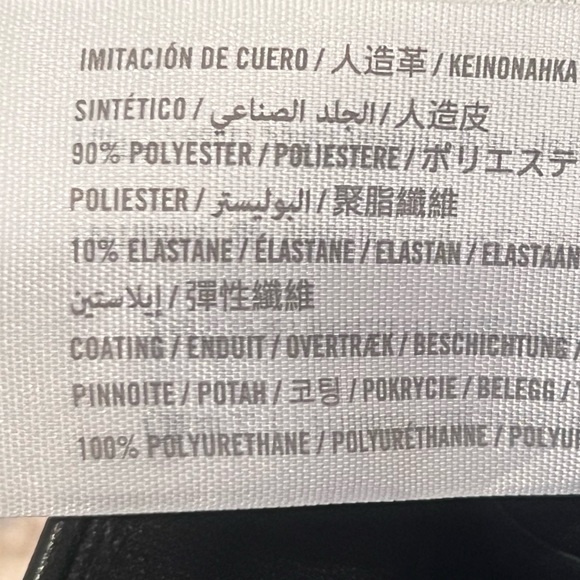 IMITACIÓN DE CUERO / 人造革 / KEINONAHKA
SINTÉTICO / الجلد الصناعي / 人造皮
90% POLYESTER / POLIESTERE / ポリエステ
POLIESTER / البوليستر / 聚脂纖維
10% ELASTANE / ÉLASTANE / ELASTAN / ELASTAAN
إيلاستين / 彈性纖維
COATING / ENDUIT / OVERTRÆK / BESCHICHTUNG /
PINNOITE / POTAH / 코팅 / POKRYCIE / BELEGG /
100% POLYURETHANE / POLYURÉTHANNE / POLYUR